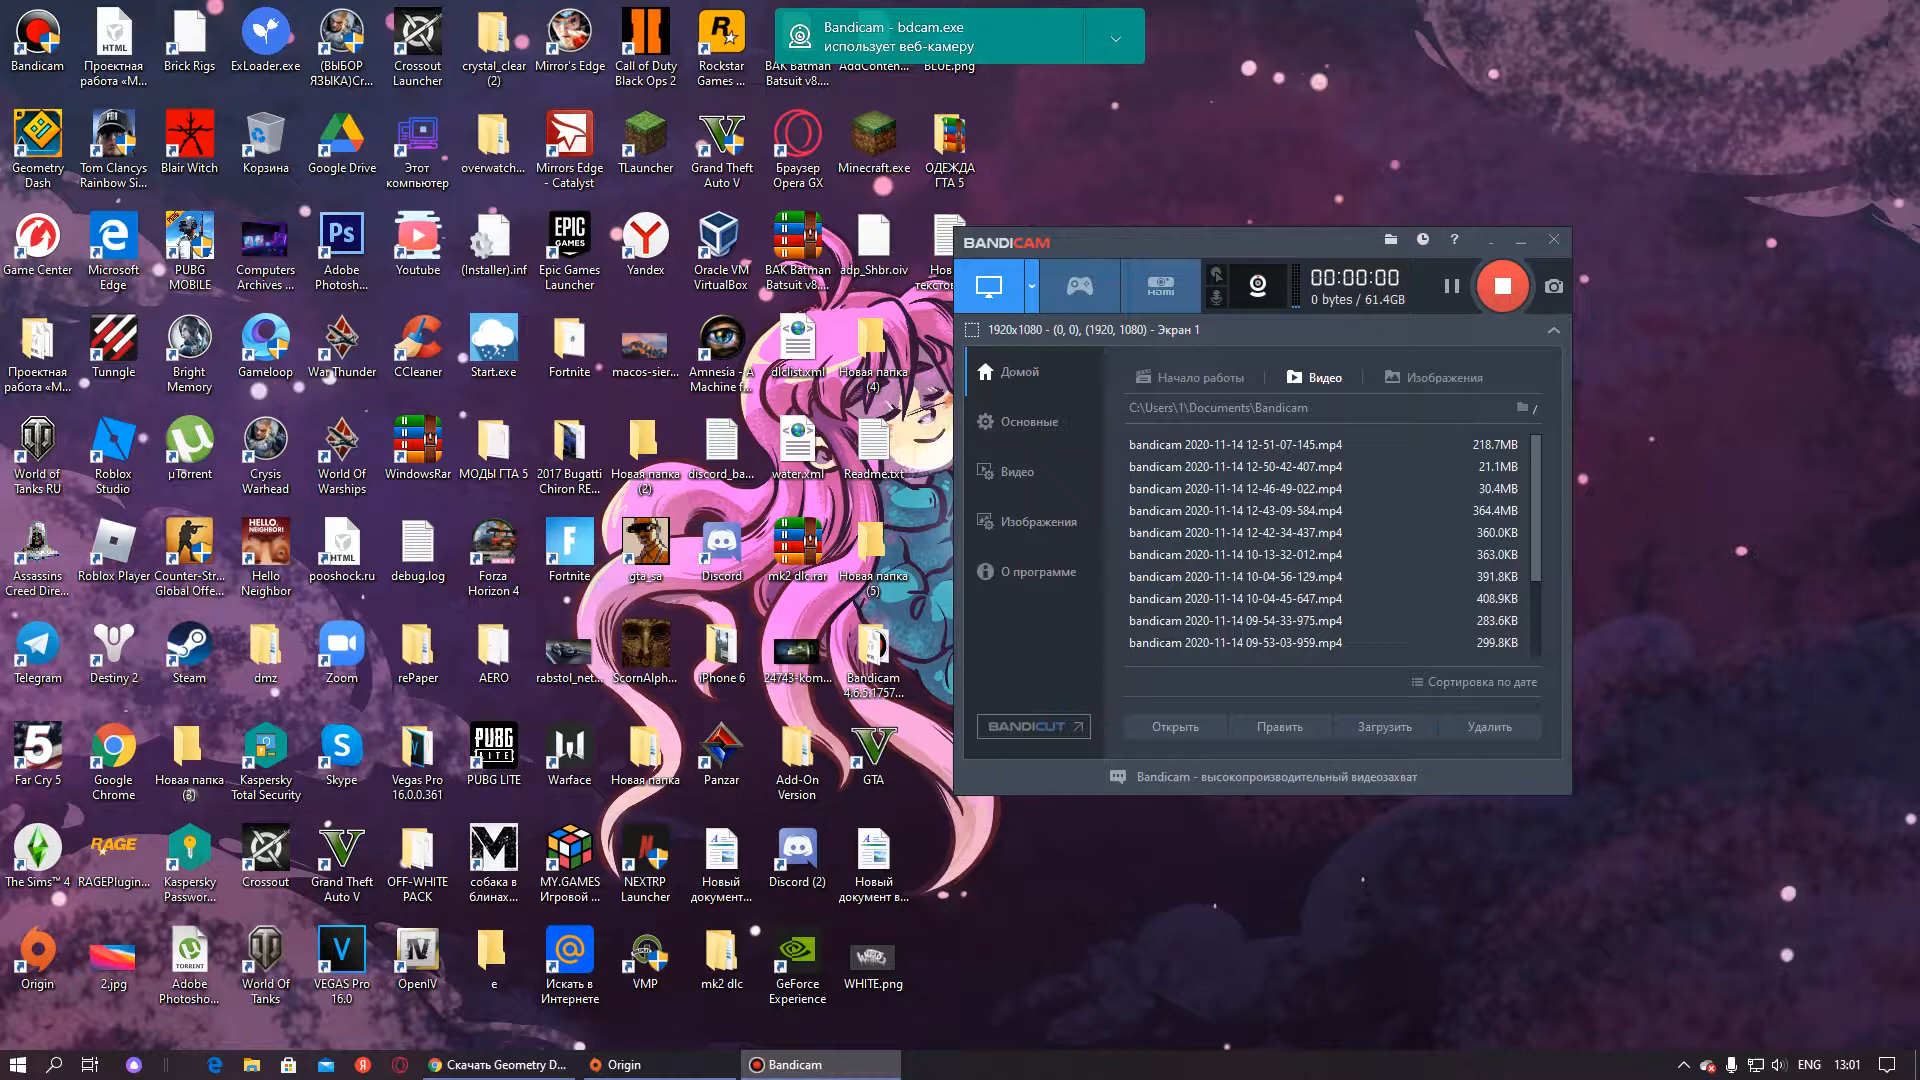 Bandicam - bdcam.exe
использует веб-камеру
Bandicam
Проектная
работа «М...
Brick Rigs
ExLoader.exe
(ВЫБОР
ЯЗЫКА)Cr...
Crossout
Launcher
crystal_clear
(2)
Mirror's Edge
Call of Duty
Black Ops 2
Rockstar
Games ...
BAK Batman
Batsuit v8....
AddConten...
BLUE.png
Geometry
Dash
Tom Clancys
Rainbow Si...
Blair Witch
Корзина
Google Drive
Этот
компьютер
overwatch...
Mirrors Edge
- Catalyst
TLauncher
Grand Theft
Auto V
Браузер
Opera GX
Minecraft.exe
ОДЕЖДА
ГТА 5
Game Center
Microsoft
Edge
PUBG
MOBILE
Computers
Archives ...
Adobe
Photosh...
Youtube
(Installer).inf
Epic Games
Launcher
Yandex
Oracle VM
VirtualBox
BAK Batman
Batsuit v8....
adp_Shbr.oiv
Нов
текстов
Проектная
работа «М...
Tunngle
Bright
Memory
Gameloop
War Thunder
CCleaner
Start.exe
Fortnite
macos-sier...
Amnesia - A
Machine f...
dlclist.xml
Новая папка
(4)
World of
Tanks RU
Roblox
Studio
µTorrent
Crysis
Warhead
World Of
Warships
WindowsRar
МОДЫ ГТА 5
2017 Bugatti
Chiron RE...
Новая папка
(2)
discord_ba...
water.xml
Readme.txt
Assassins
Creed Dire...
Roblox Player
Counter-Str...
Global Offe...
HELLO,
NEIGHBOR!
Hello
Neighbor
HTML
pooshock.ru
debug.log
Forza
Horizon 4
Fortnite
gta_sa
Discord
mk2 dlc.rar
Новая папка
(5)
Telegram
Destiny 2
Steam
dmz
Zoom
rePaper
AERO
rabstol_net...
ScornAlph...
iPhone 6
24743-kom...
Bandicam
4.6.5.1757...
Far Cry 5
Google
Chrome
Новая папка
(3)
Kaspersky
Total Security
Skype
Vegas Pro
16.0.0.361
PUBG LITE
Warface
Новая папка
Panzar
Add-On
Version
GTA
The Sims™ 4
RAGE
RAGEPlugin...
Kaspersky
Passwor...
Crossout
Grand Theft
Auto V
OFF-WHITE
PACK
собака в
блинах...
MY.GAMES
Игровой ...
NEXTRP
Launcher
Новый
документ...
Discord (2)
Новый
документ в...
Origin
2.jpg
TORRENT
Adobe
Photosho...
World Of
Tanks
VEGAS Pro
16.0
OpenIV
e
Искать в
Интернете
VMP
mk2 dlc
GeForce
Experience
WHITE.png
BANDICAM
HDMI
00:00:00
0 bytes / 61.4GB
1920x1080 - (0, 0), (1920, 1080) - Экран 1
Домой
Основные
Видео
Изображения
О программе
BANDICUT
Начало работы
Видео
Изображения
C:\Users\1\Documents\Bandicam
bandicam 2020-11-14 12-51-07-145.mp4 218.7MB
bandicam 2020-11-14 12-50-42-407.mp4 21.1MB
bandicam 2020-11-14 12-46-49-022.mp4 30.4MB
bandicam 2020-11-14 12-43-09-584.mp4 364.4MB
bandicam 2020-11-14 12-42-34-437.mp4 360.0KB
bandicam 2020-11-14 10-13-32-012.mp4 363.0KB
bandicam 2020-11-14 10-04-56-129.mp4 391.8KB
bandicam 2020-11-14 10-04-45-647.mp4 408.9KB
bandicam 2020-11-14 09-54-33-975.mp4 283.6KB
bandicam 2020-11-14 09-53-03-959.mp4 299.8KB
Сортировка по дате
Открыть
Править
Загрузить
Удалить
Bandicam - высокопроизводительный видеозахват
Скачать Geometry D...
Origin
Bandicam
ENG
13:01